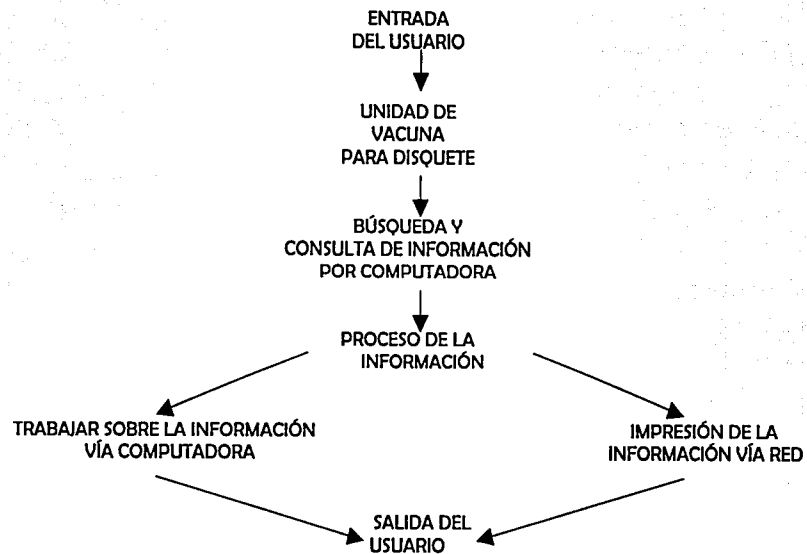 ENTRADA
DEL USUARIO
UNIDAD DE
VACUNA
PARA DISQUETE
BÚSQUEDA Y
CONSULTA DE INFORMACIÓN
POR COMPUTADORA
PROCESO DE LA
INFORMACIÓN
TRABAJAR SOBRE LA INFORMACIÓN
VÍA COMPUTADORA
IMPRESIÓN DE LA
INFORMACIÓN VÍA RED
SALIDA DEL
USUARIO